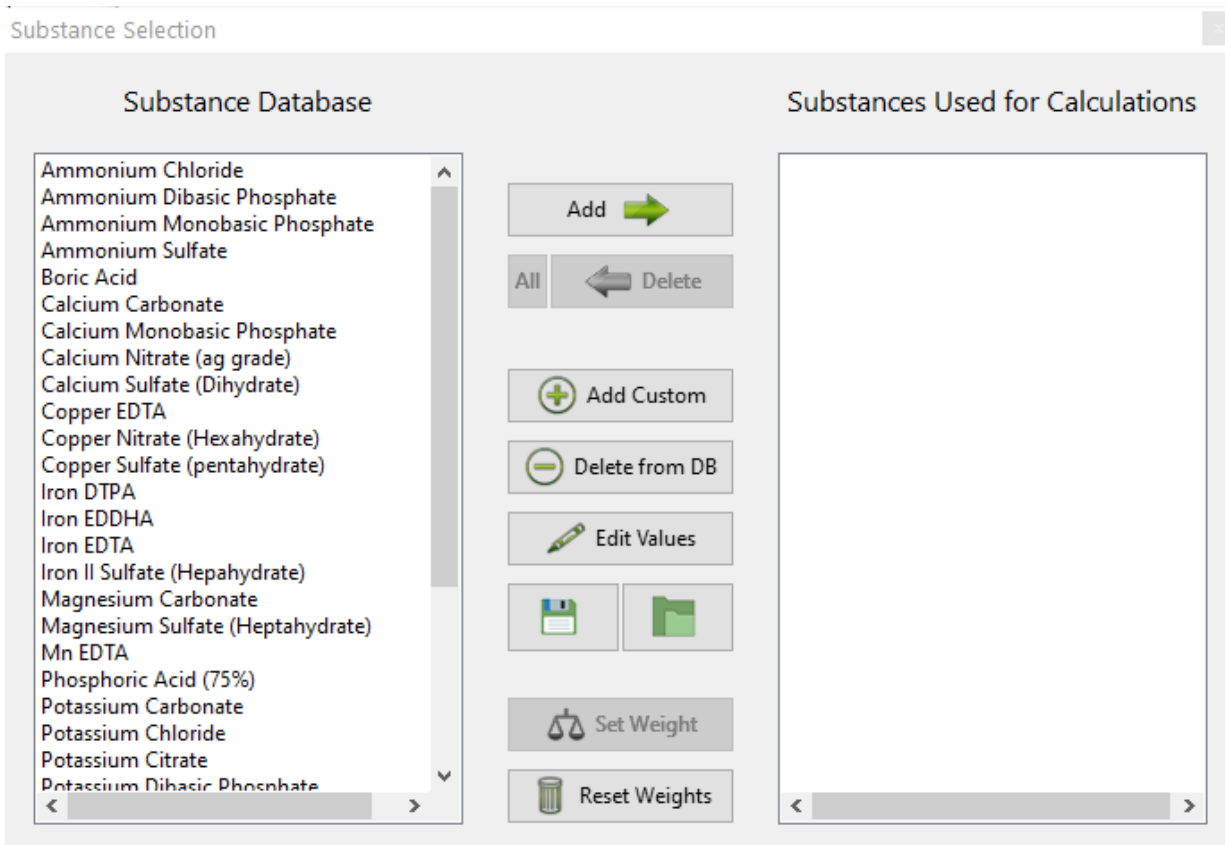 Substance Selection
Substance Database
Substances Used for Calculations
Ammonium Chloride
Ammonium Dibasic Phosphate
Ammonium Monobasic Phosphate
Ammonium Sulfate
Boric Acid
Calcium Carbonate
Calcium Monobasic Phosphate
Calcium Nitrate (ag grade)
Calcium Sulfate (Dihydrate)
Copper EDTA
Copper Nitrate (Hexahydrate)
Copper Sulfate (pentahydrate)
Iron DTPA
Iron EDDHA
Iron EDTA
Iron II Sulfate (Hepahydrate)
Magnesium Carbonate
Magnesium Sulfate (Heptahydrate)
Mn EDTA
Phosphoric Acid (75%)
Potassium Carbonate
Potassium Chloride
Potassium Citrate
Potassium Dibasic Phosphate
Add
All
Delete
Add Custom
Delete from DB
Edit Values
Set Weight
Reset Weights